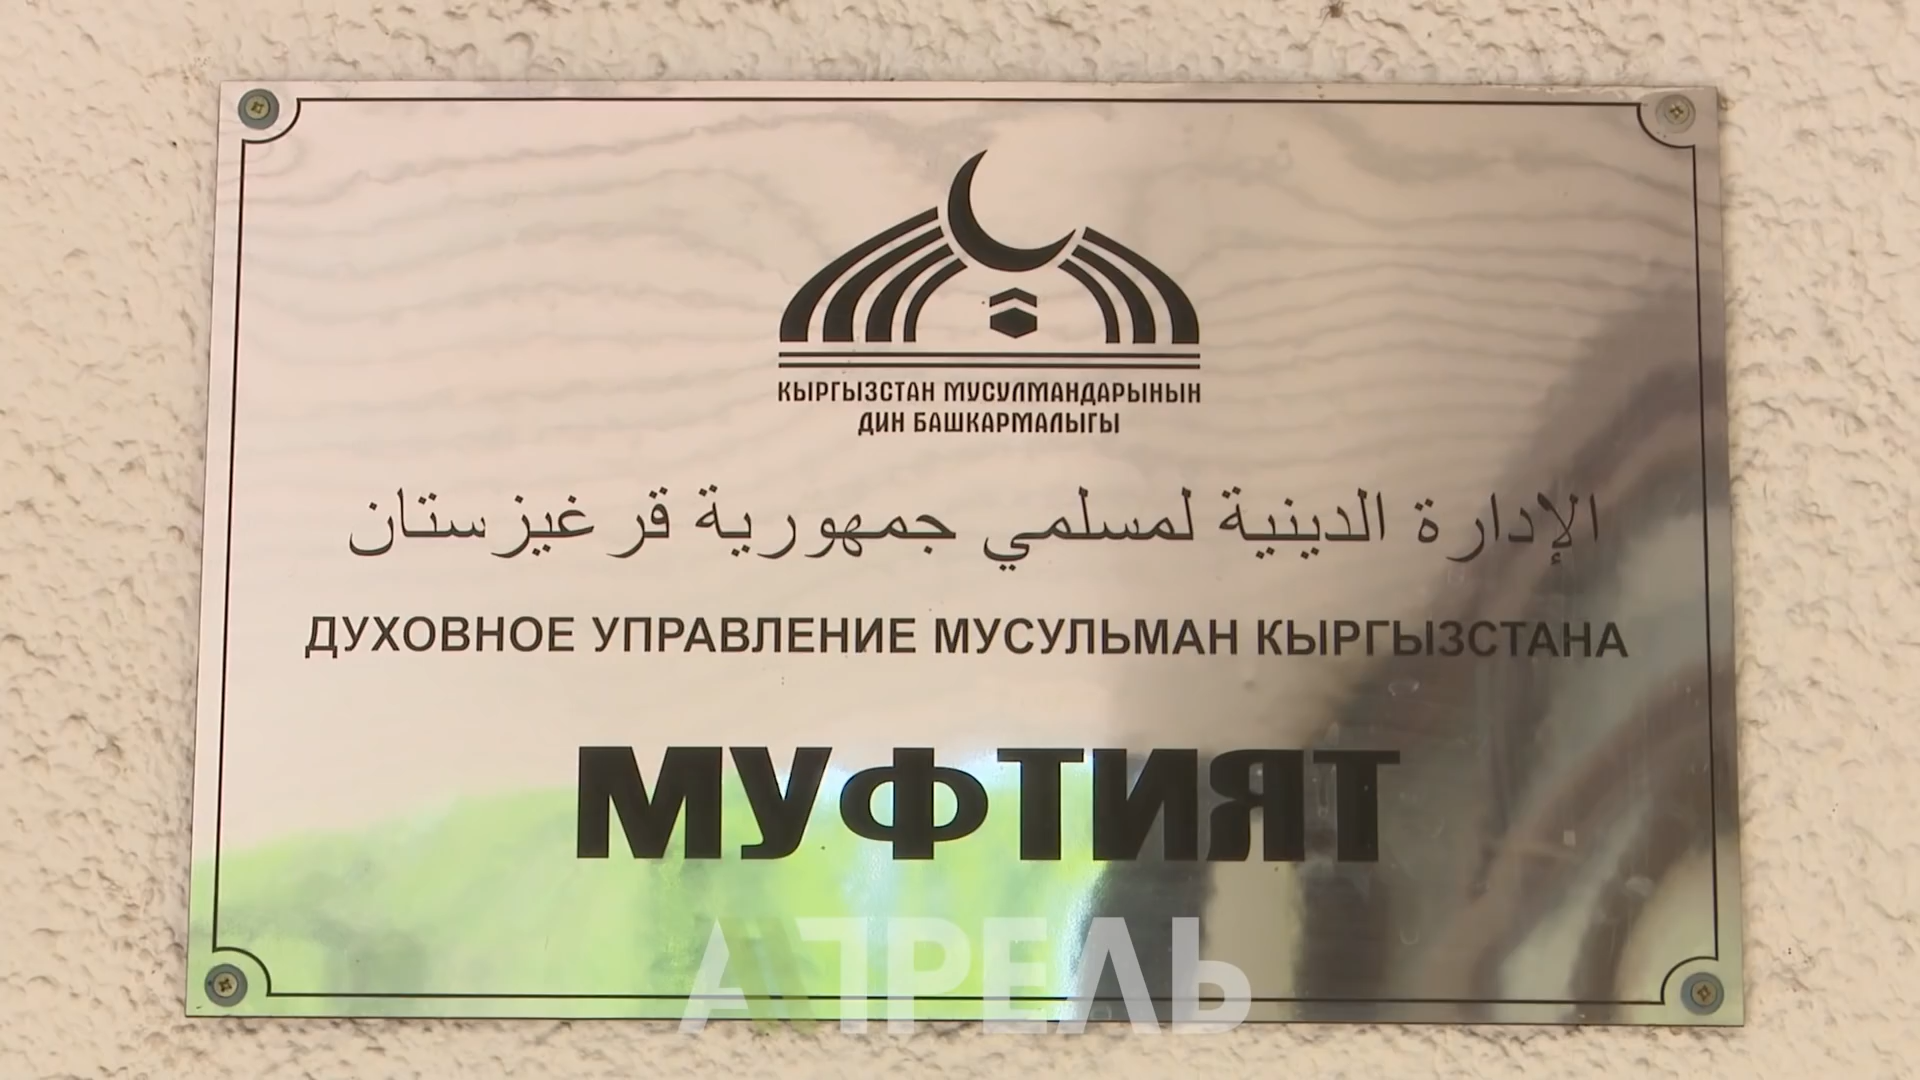 КЫРГЫЗСТАН МУСУЛМАНДАРЫНЫН
ДИН БАШКАРМАЛЫГЫ
الإدارة الدينية لمسلمي جمهورية قرغيزستان
ДУХОВНОЕ УПРАВЛЕНИЕ МУСУЛЬМАН КЫРГЫЗСТАНА
МУФТИЯТ
АПРЕЛЬ